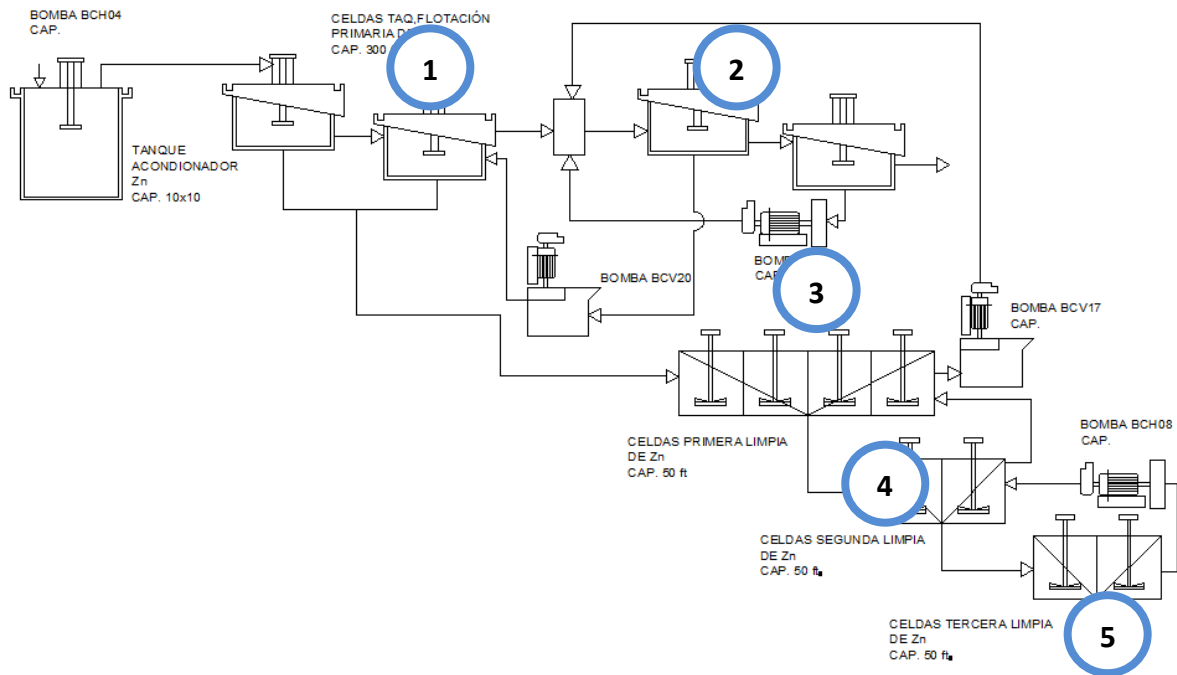 BOMBA BCH04
CAP.
CELDAS TAQ,FLOTACIÓN
PRIMARIA
CAP. 300
1
2
TANQUE
ACONDIONADOR
Zn
CAP. 10x10
BOMBA BCV20
3
BOMBA BCV17
CAP.
CELDAS PRIMERA LIMPIA
DE Zn
CAP. 50 ft
BOMBA BCH08
CAP.
4
CELDAS SEGUNDA LIMPIA
DE Zn
CAP. 50 ft
CELDAS TERCERA LIMPIA
DE Zn
CAP. 50 ft
5